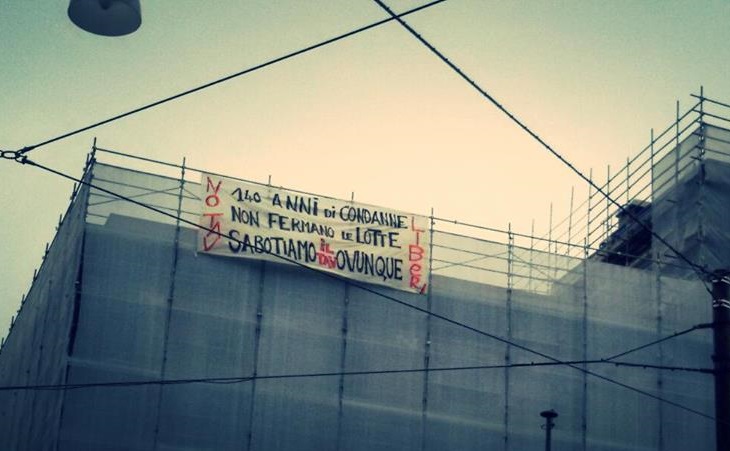 NO TAV
140 ANNI di CONDANNE
NON FERMANO LE LOTTE
SABOTIAMO IL TAV OVUNQUE
LIBERI